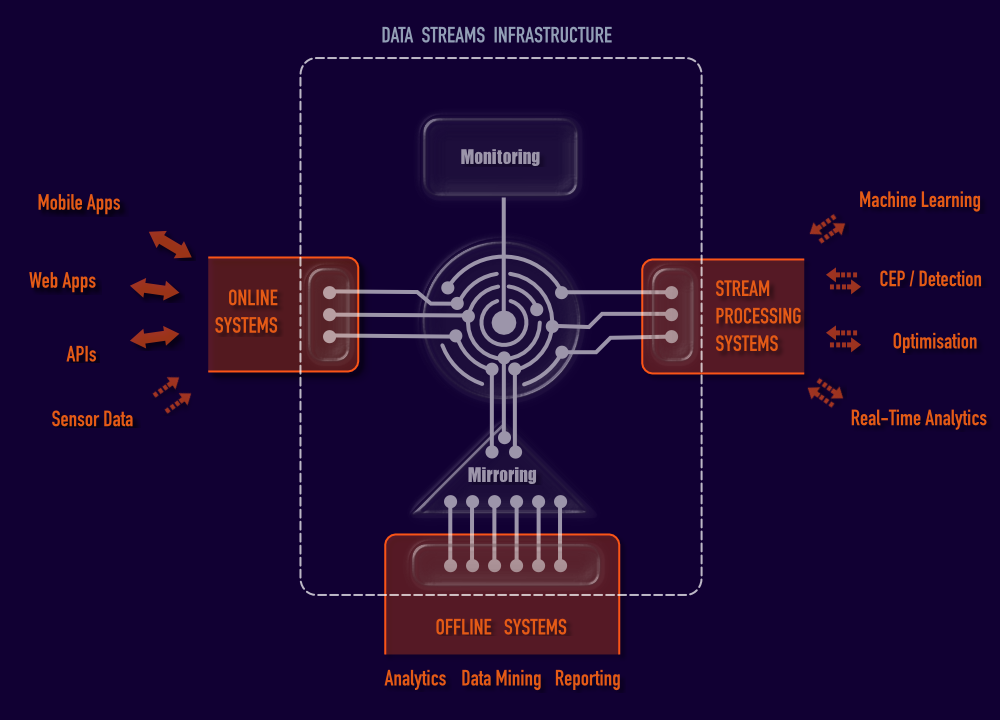 DATA STREAMS INFRASTRUCTURE
Monitoring
Mobile Apps
Web Apps
APIs
Sensor Data
ONLINE
SYSTEMS
STREAM
PROCESSING
SYSTEMS
Machine Learning
CEP / Detection
Optimisation
Real-Time Analytics
Mirroring
OFFLINE SYSTEMS
Analytics Data Mining Reporting